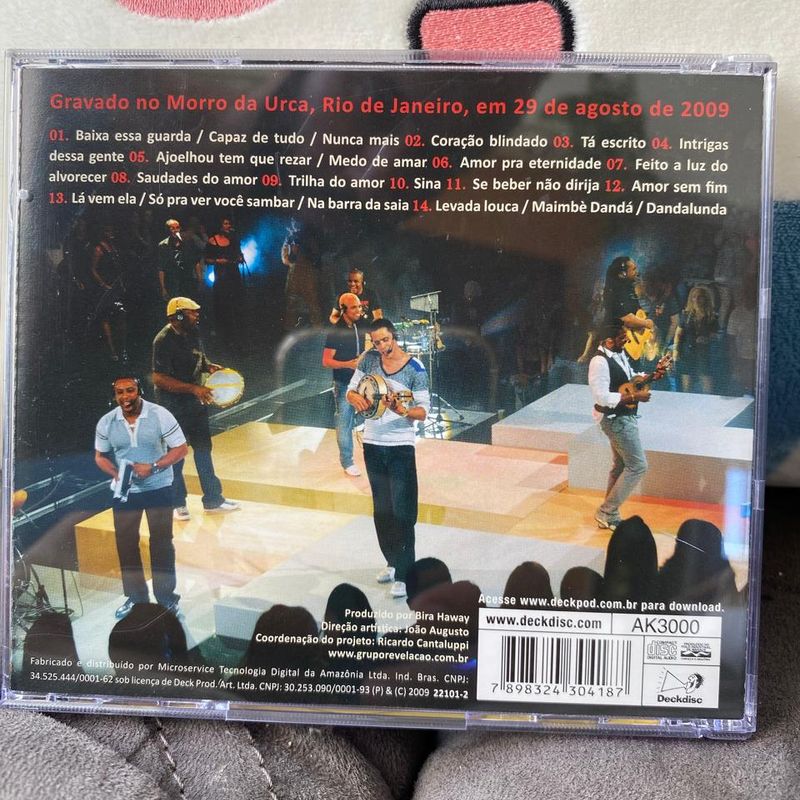 Gravado no Morro da Urca, Rio de Janeiro, em 29 de agosto de 2009
01. Baixa essa guarda / Capaz de tudo / Nunca mais 02. Coração blindado 03. Tá escrito 04. Intrigas
dessa gente 05. Ajoelhou tem que rezar / Medo de amar 06. Amor pra eternidade 07. Feito a luz do
alvorecer 08. Saudades do amor 09. Trilha do amor 10. Sina 11. Se beber não dirija 12. Amor sem fim
13. Lá vem ela / Só pra ver você sambar / Na barra da saia 14. Levada louca / Maimbè Dandá / Dandalunda
Produzido por Bira Haway
Direção artística: João Augusto
Coordenação do projeto: Ricardo Cantaluppi
www.gruporevelacao.com.br
Fabricado e distribuído por Microservice Tecnologia Digital da Amazônia Ltda. Ind. Bras. CNPJ:
34.525.444/0001-62 sob licença de Deck Prod. Art. Ltda. CNPJ: 30.253.090/0001-93 (P) & (C) 2009 22101-2
Acesse www.deckpod.com.br para download.
www.deckdisc.com AK3000
COMPACT
disc
DIGITAL AUDIO
7 898324 304187
Deckdisc